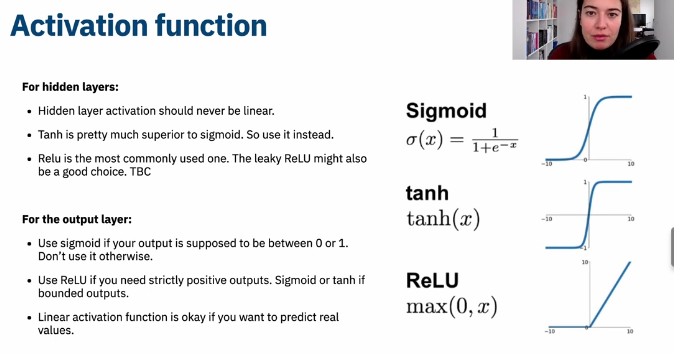 Activation function
For hidden layers:
• Hidden layer activation should never be linear.
• Tanh is pretty much superior to sigmoid. So use it instead.
• Relu is the most commonly used one. The leaky ReLU might also
be a good choice. TBC
For the output layer:
• Use sigmoid if your output is supposed to be between 0 or 1.
Don't use it otherwise.
• Use ReLU if you need strictly positive outputs. Sigmoid or tanh if
bounded outputs.
• Linear activation function is okay if you want to predict real
values.
Sigmoid
σ(x) = 1/(1+e^{-x})
1
-10 0 10
tanh
tanh(x)
1
-10 10
-1
ReLU
max(0, x)
10
-10 0 10